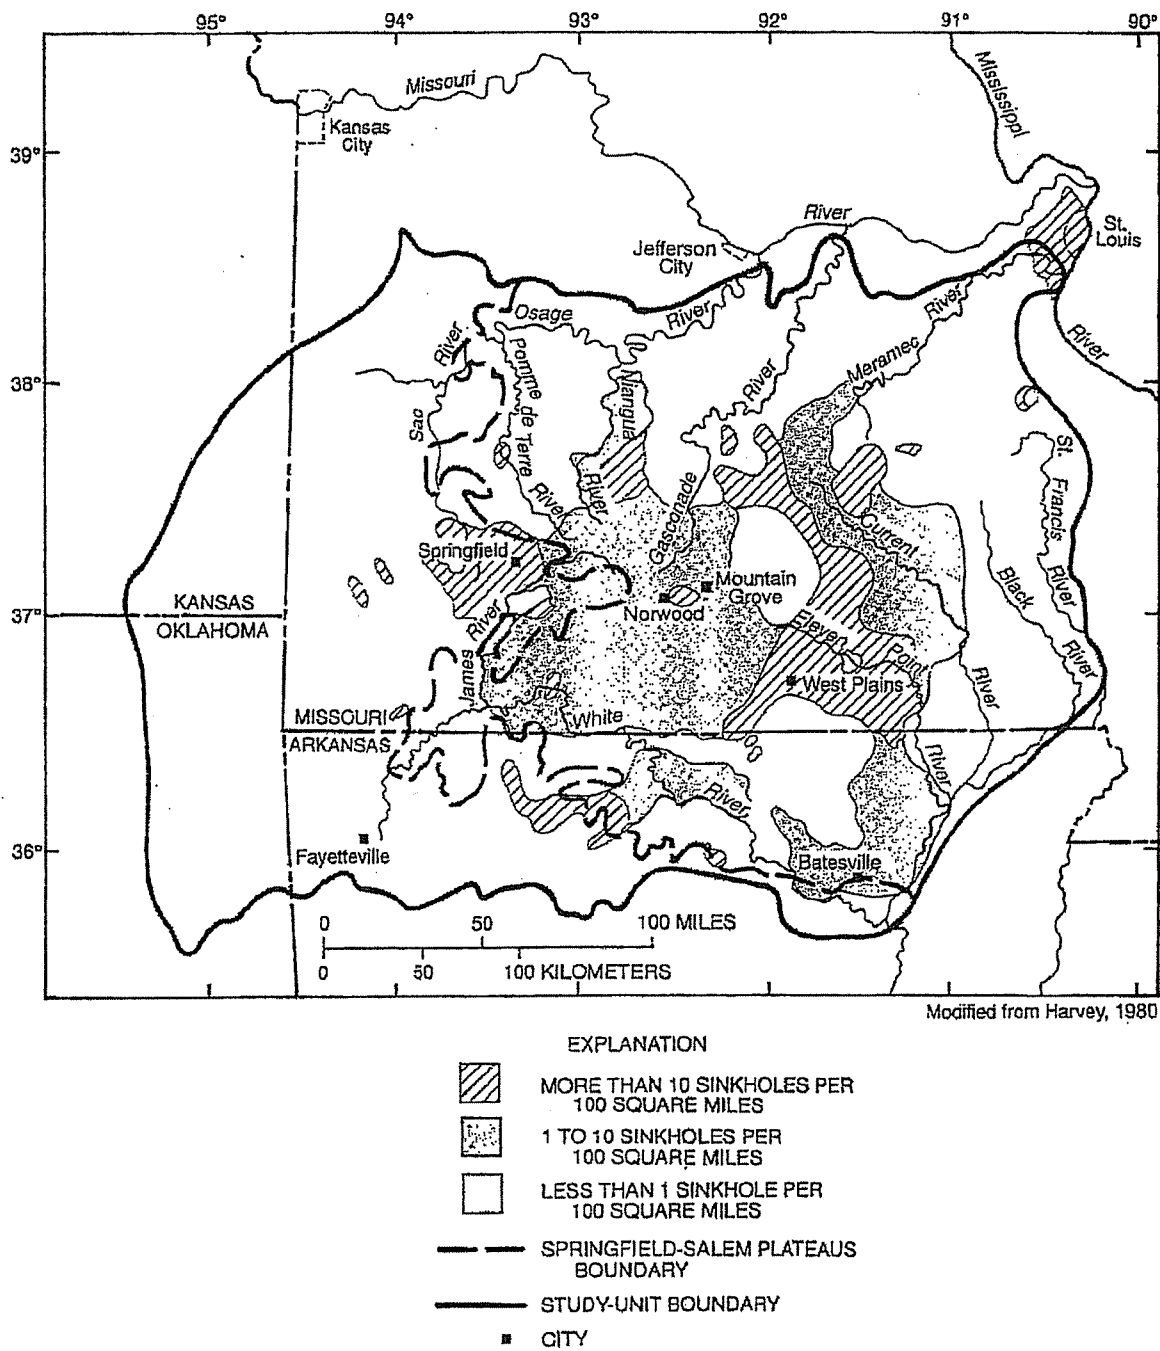 95° 94° 93° 92° 91° 90°
Missouri
Mississippi
Kansas
City
39°
River
St.
Louis
Jefferson
City
River
River
Osage
River
River
River
Meramec
38°
Pomme
de Terre
River
Niangua
River
Sac
Gasconade
River
St.
Francis
River
Current
River
Black
River
Springfield
Mountain
Grove
Norwood
37°
KANSAS
OKLAHOMA
James
River
Eleven
Point
River
West Plains
MISSOURI
ARKANSAS
White
River
36°
Fayetteville
Batesville
0 50 100 MILES
0 50 100 KILOMETERS
Modified from Harvey, 1980
EXPLANATION
MORE THAN 10 SINKHOLES PER
100 SQUARE MILES
1 TO 10 SINKHOLES PER
100 SQUARE MILES
LESS THAN 1 SINKHOLE PER
100 SQUARE MILES
SPRINGFIELD-SALEM PLATEAUS
BOUNDARY
STUDY-UNIT BOUNDARY
CITY